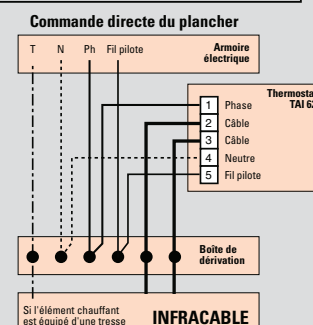 Commande directe du plancher
T N Ph Fil pilote
Armoire
électrique
Thermosta
TAI 62
1 Phase
2 Câble
3 Câble
4 Neutre
5 Fil pilote
Boîte de
dérivation
Si l'élément chauffant
est équipé d'une tresse
INFRACABLE